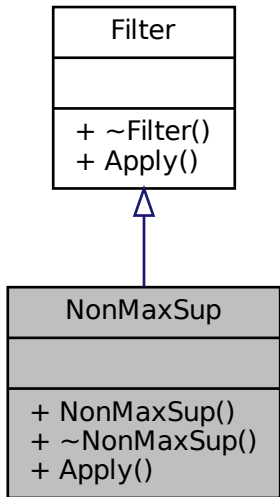 Filter
+ ~Filter()
+ Apply()
NonMaxSup
+ NonMaxSup()
+ ~NonMaxSup()
+ Apply()